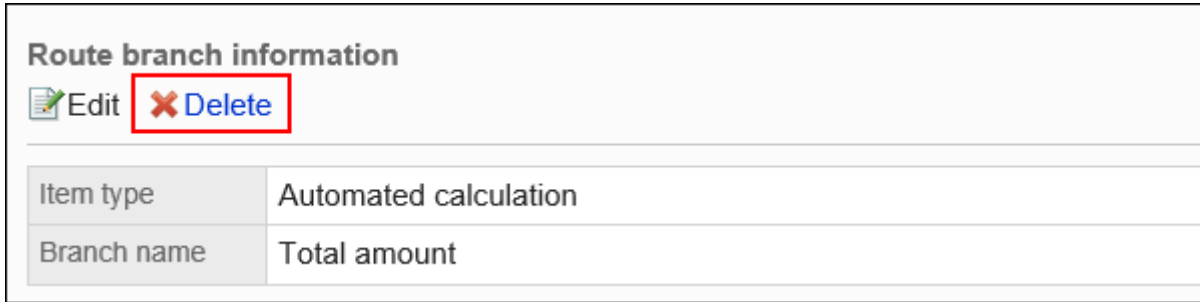 Route branch information
Edit Delete
Item type Automated calculation
Branch name Total amount